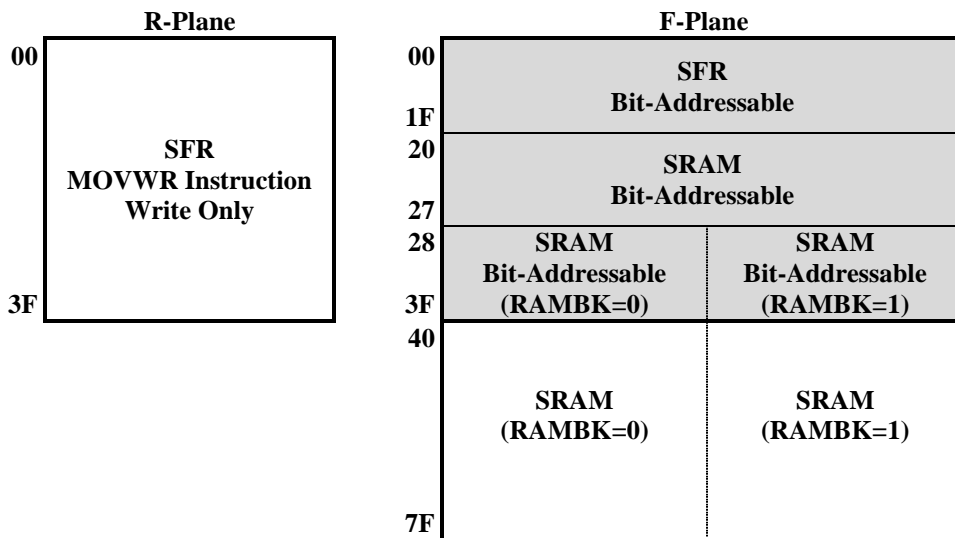 R-Plane
00
SFR
MOVWR Instruction
Write Only
3F
F-Plane
00
SFR
Bit-Addressable
1F
20
SRAM
Bit-Addressable
27
28
SRAM
Bit-Addressable
(RAMBK=0)
SRAM
Bit-Addressable
(RAMBK=1)
3F
40
SRAM
(RAMBK=0)
SRAM
(RAMBK=1)
7F